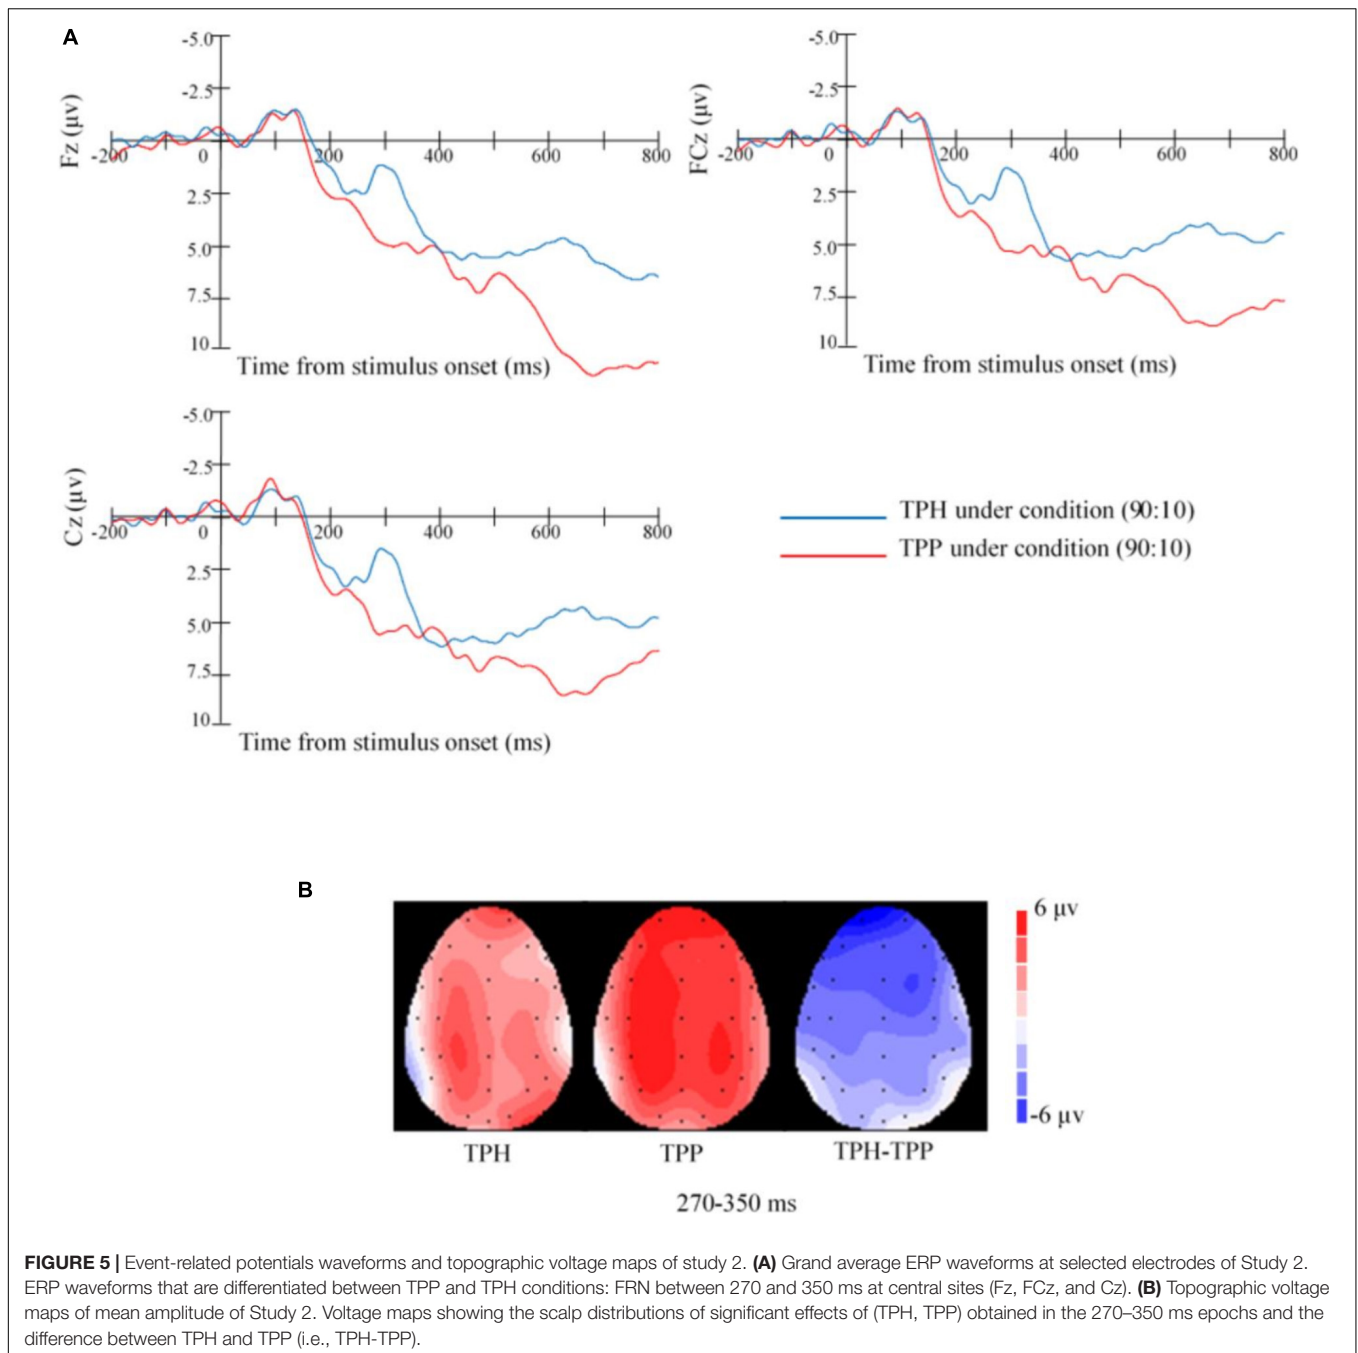 A
-5.0
-2.5
Fz (μv)
-200
0
200
400
600
800
2.5
5.0
7.5
10
Time from stimulus onset (ms)
-5.0
-2.5
FCz (μv)
-200
0
200
400
600
800
2.5
5.0
7.5
10
Time from stimulus onset (ms)
-5.0
-2.5
Cz (μv)
-200
0
200
400
600
800
2.5
5.0
7.5
10
Time from stimulus onset (ms)
TPH under condition (90:10)
TPP under condition (90:10)
B
6 μv
-6 μv
TPH
TPP
TPH-TPP
270-350 ms
FIGURE 5 | Event-related potentials waveforms and topographic voltage maps of study 2. (A) Grand average ERP waveforms at selected electrodes of Study 2.
ERP waveforms that are differentiated between TPP and TPH conditions: FRN between 270 and 350 ms at central sites (Fz, FCz, and Cz). (B) Topographic voltage
maps of mean amplitude of Study 2. Voltage maps showing the scalp distributions of significant effects of (TPH, TPP) obtained in the 270–350 ms epochs and the
difference between TPH and TPP (i.e., TPH-TPP).